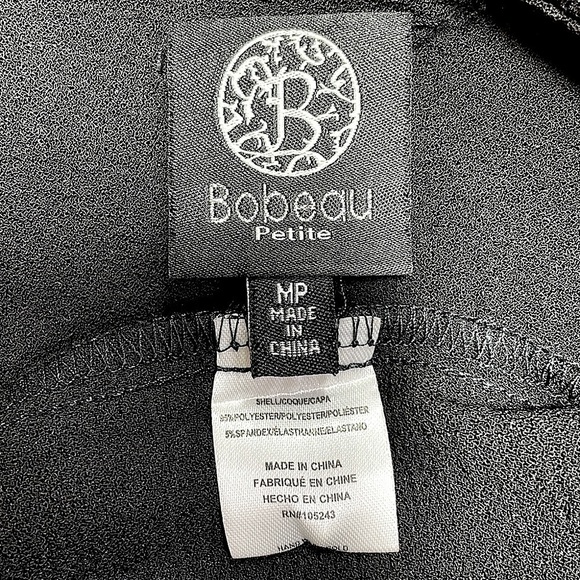 B
Bobeau
Petite
MP
MADE
IN
CHINA
SHELL/COQUE/CAPA
95%POLYESTER/POLYESTER/POLIÉSTER
5%SPANDEX/ÉLASTHANNE/ELASTANO
MADE IN CHINA
FABRIQUÉ EN CHINE
HECHO EN CHINA
RN#105243
HAND